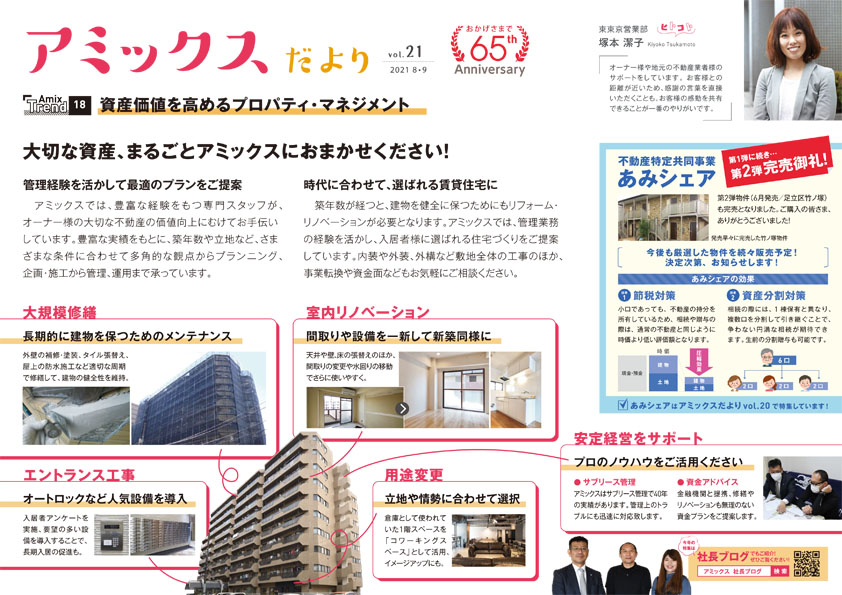 アミックスだより
vol.21
2021 8・9
おかげさまで
65th
Anniversary
Amix
Trend 18 資産価値を高めるプロパティ・マネジメント
大切な資産、まるごとアミックスにおまかせください！
管理経験を活かして最適のプランをご提案
アミックスでは、豊富な経験をもつ専門スタッフが、
オーナー様の大切な不動産の価値向上にむけてお手伝い
しています。豊富な実績をもとに、築年数や立地など、さま
ざまな条件に合わせて多角的な観点からプランニング、
企画・施工から管理、運用まで承っています。
時代に合わせて、選ばれる賃貸住宅に
築年数が経つと、建物を健全に保つためにもリフォーム・
リノベーションが必要となります。アミックスでは、管理業務
の経験を活かし、入居者様に選ばれる住宅づくりをご提案
しています。内装や外装、外構など敷地全体の工事のほか、
事業転換や資金面などもお気軽にご相談ください。
東東京営業部 ヒトコト
塚本 潔子 Kiyoko Tsukamoto
オーナー様や地元の不動産業者様の
サポートをしています。お客様との
距離が近いため、感謝の言葉を直接
いただくことも。お客様の感動を共有
できることが一番のやりがいです。
不動産特定共同事業
あみシェア
第1弾に続き…
第2弾完売御礼！
第2弾物件(6月発売／足立区竹ノ塚)
も完売となりました。ご購入の皆さま、
ありがとうございました！
発売早々に完売した竹ノ塚物件
今後も厳選した物件を続々販売予定！
決定次第、お知らせします！
あみシェアの効果
効果1 節税対策
小口であっても、不動産の持分を
所有しているため、相続や贈与の
際は、通常の不動産と同じように
時価より低い評価額となります。
時価
現金・預金
建物
土地
圧縮効果
建物
土地
効果2 資産分割対策
相続の際には、1棟保有と異なり、
複数口を分割して引き継ぐことで、
争わない円満な相続が期待でき
ます。生前の分割贈与も可能です。
6口
2口
2口
2口
あみシェアはアミックスだより vol.20 で特集しています！
大規模修繕
長期的に建物を保つためのメンテナンス
外壁の補修・塗装、タイル張替え、
屋上の防水施工など適切な周期
で修繕して、建物の健全性を維持。
室内リノベーション
間取りや設備を一新して新築同様に
天井や壁、床の張替えのほか、
間取りの変更や水回りの移動
でさらに使いやすく。
エントランス工事
オートロックなど人気設備を導入
入居者アンケートを
実施、要望の多い設
備を導入することで、
長期入居の促進も。
用途変更
立地や情勢に合わせて選択
倉庫として使われて
いた1階スペースを
「コワーキングス
ペース」として活用、
イメージアップにも。
安定経営をサポート
プロのノウハウをご活用ください
● サブリース管理
アミックスはサブリース管理で40年
の実績があります。管理上のトラ
ブルにも迅速に対応致します。
● 資金アドバイス
金融機関と提携、修繕や
リノベーションも無理のない
資金プランをご提案します。
今号の
特集は
社長ブログでもご紹介！
ぜひご覧ください！
アミックス 社長ブログ 検索